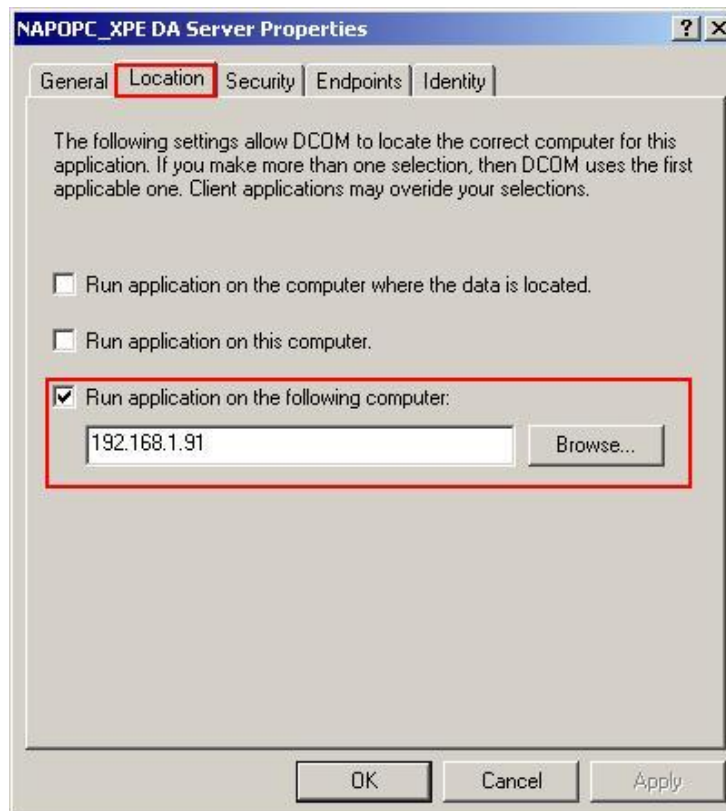 NAPOPC_XPE DA Server Properties
General Location Security Endpoints Identity
The following settings allow DCOM to locate the correct computer for this
application. If you make more than one selection, then DCOM uses the first
applicable one. Client applications may overide your selections.
Run application on the computer where the data is located.
Run application on this computer.
Run application on the following computer:
192.168.1.91 Browse...
OK Cancel Apply